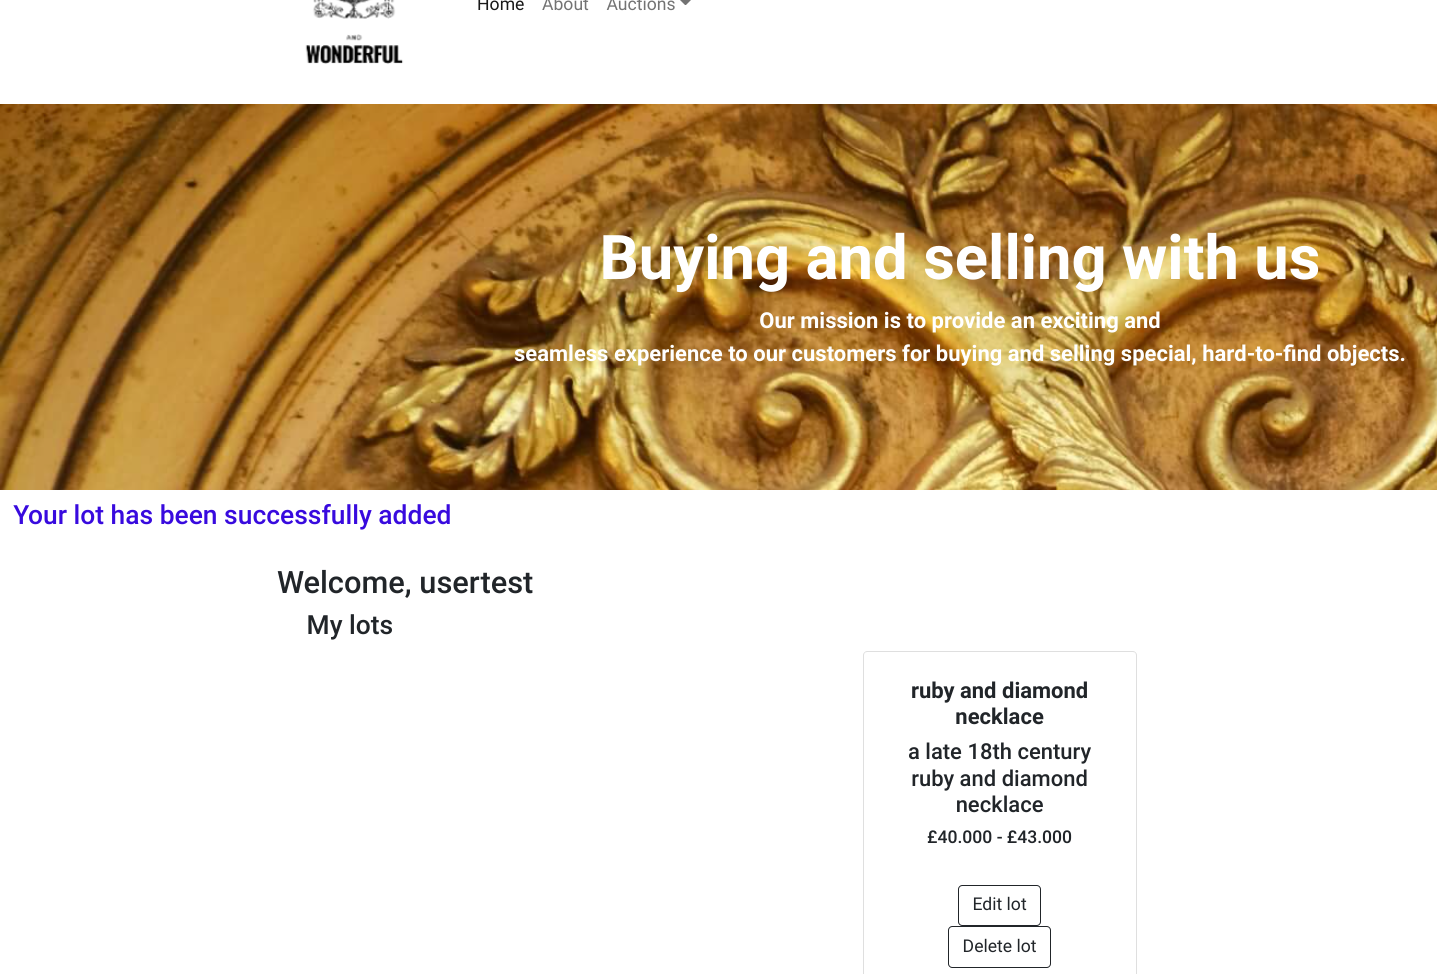 Home About Auctions
AND
WONDERFUL
Buying and selling with us
Our mission is to provide an exciting and
seamless experience to our customers for buying and selling special, hard-to-find objects.
Your lot has been successfully added
Welcome, usertest
My lots
ruby and diamond
necklace
a late 18th century
ruby and diamond
necklace
£40.000 - £43.000
Edit lot
Delete lot